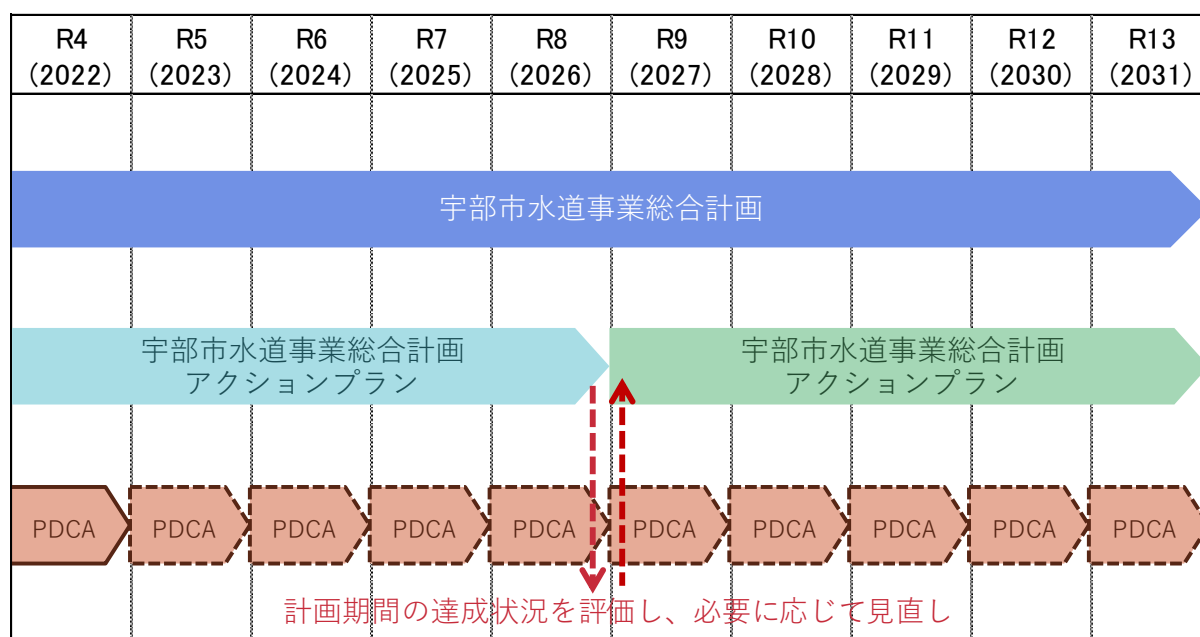 R4 R5 R6 R7 R8 R9 R10 R11 R12 R13
(2022) (2023) (2024) (2025) (2026) (2027) (2028) (2029) (2030) (2031)
宇部市水道事業総合計画
宇部市水道事業総合計画
アクションプラン
宇部市水道事業総合計画
アクションプラン
PDCA PDCA PDCA PDCA PDCA PDCA PDCA PDCA PDCA PDCA
計画期間の達成状況を評価し、必要に応じて見直し